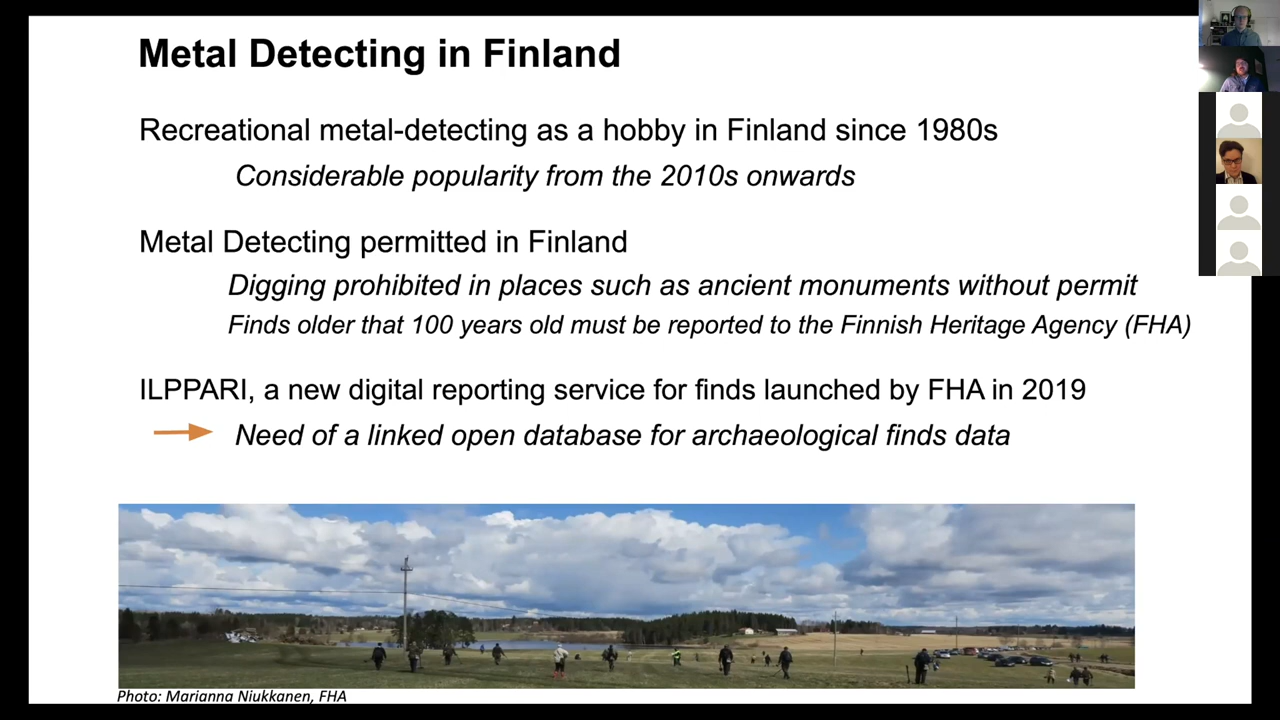 Metal Detecting in Finland
Recreational metal-detecting as a hobby in Finland since 1980s
Considerable popularity from the 2010s onwards
Metal Detecting permitted in Finland
Digging prohibited in places such as ancient monuments without permit
Finds older that 100 years old must be reported to the Finnish Heritage Agency (FHA)
ILPPARI, a new digital reporting service for finds launched by FHA in 2019
Need of a linked open database for archaeological finds data
Photo: Marianna Niukkanen, FHA